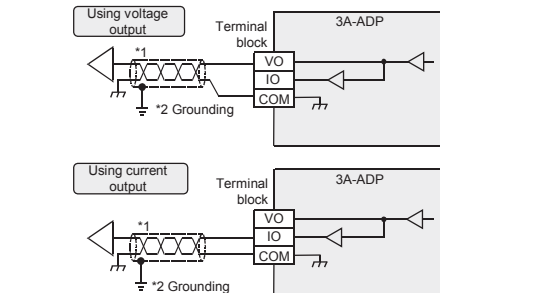 Using voltage
output
Terminal
block
3A-ADP
*1
VO
IO
COM
*2 Grounding
Using current
output
Terminal
block
3A-ADP
*1
VO
IO
COM
*2 Grounding